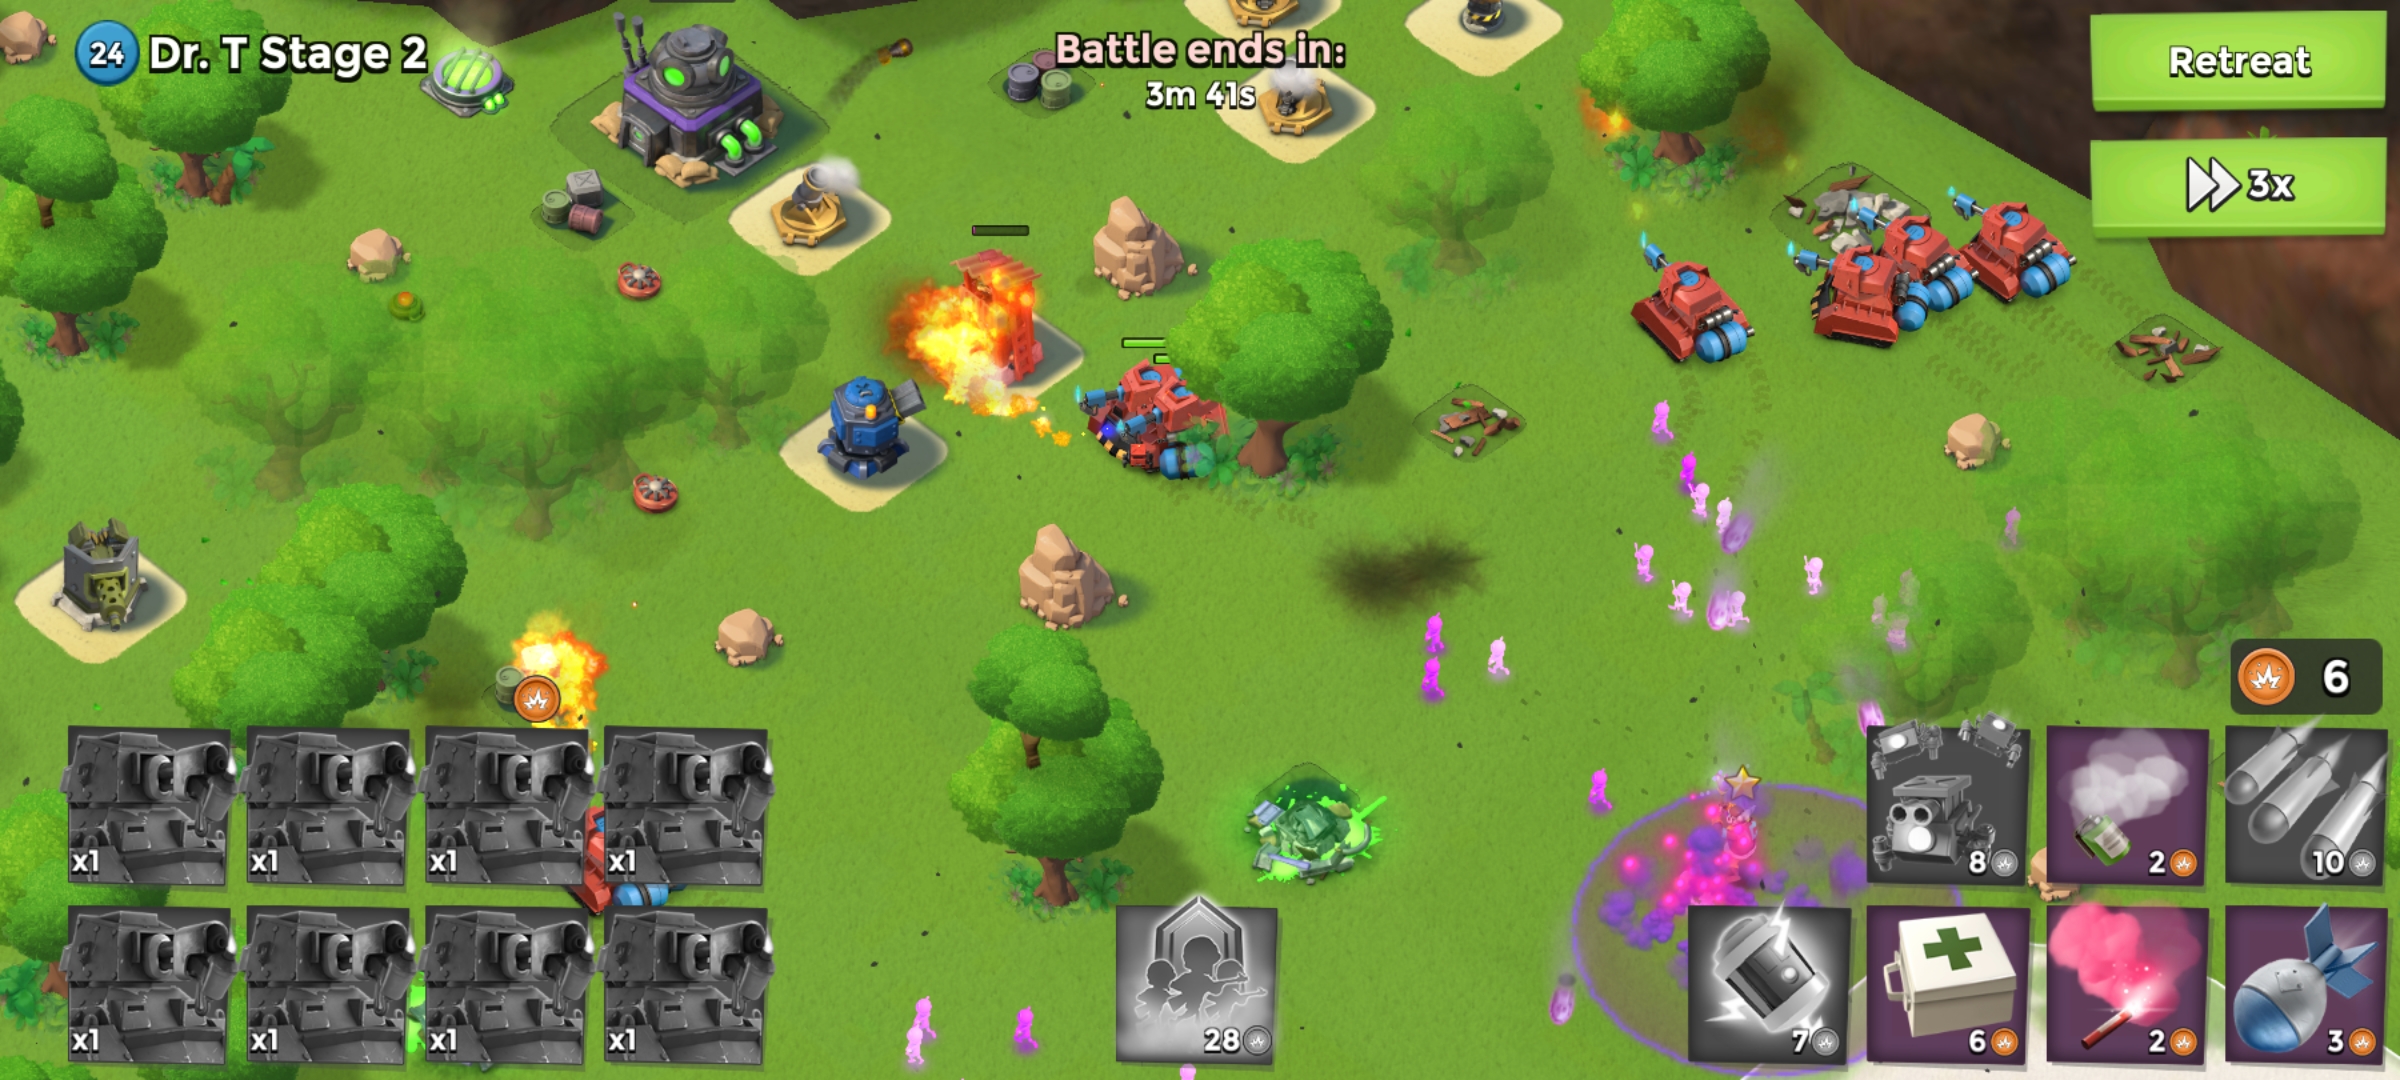 24 Dr. T Stage 2
Battle ends in:
3m 41s
Retreat
3x
6
x1 x1 x1 x1
8 2 10
x1 x1 x1 x1
28
7 6 2 3